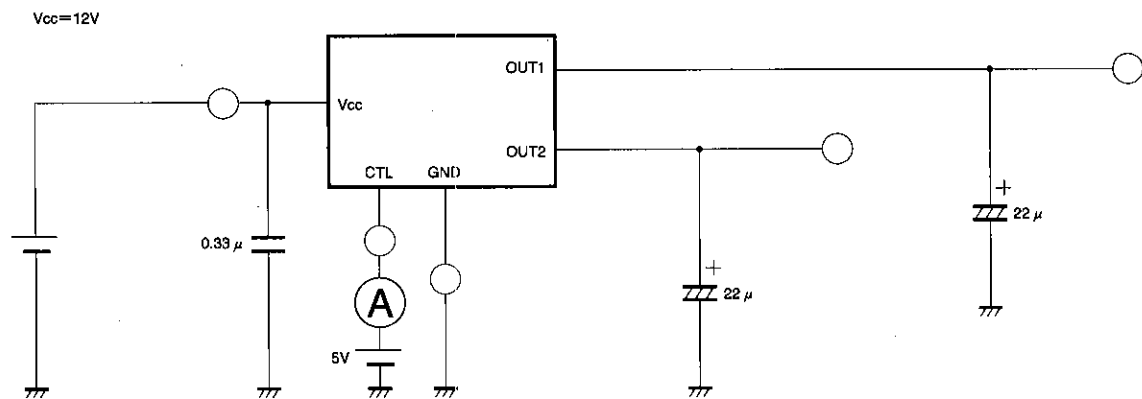 Vcc=12V
OUT1
Vcc
OUT2
CTL GND
0.33 μ
A
5V
22 μ
22 μ